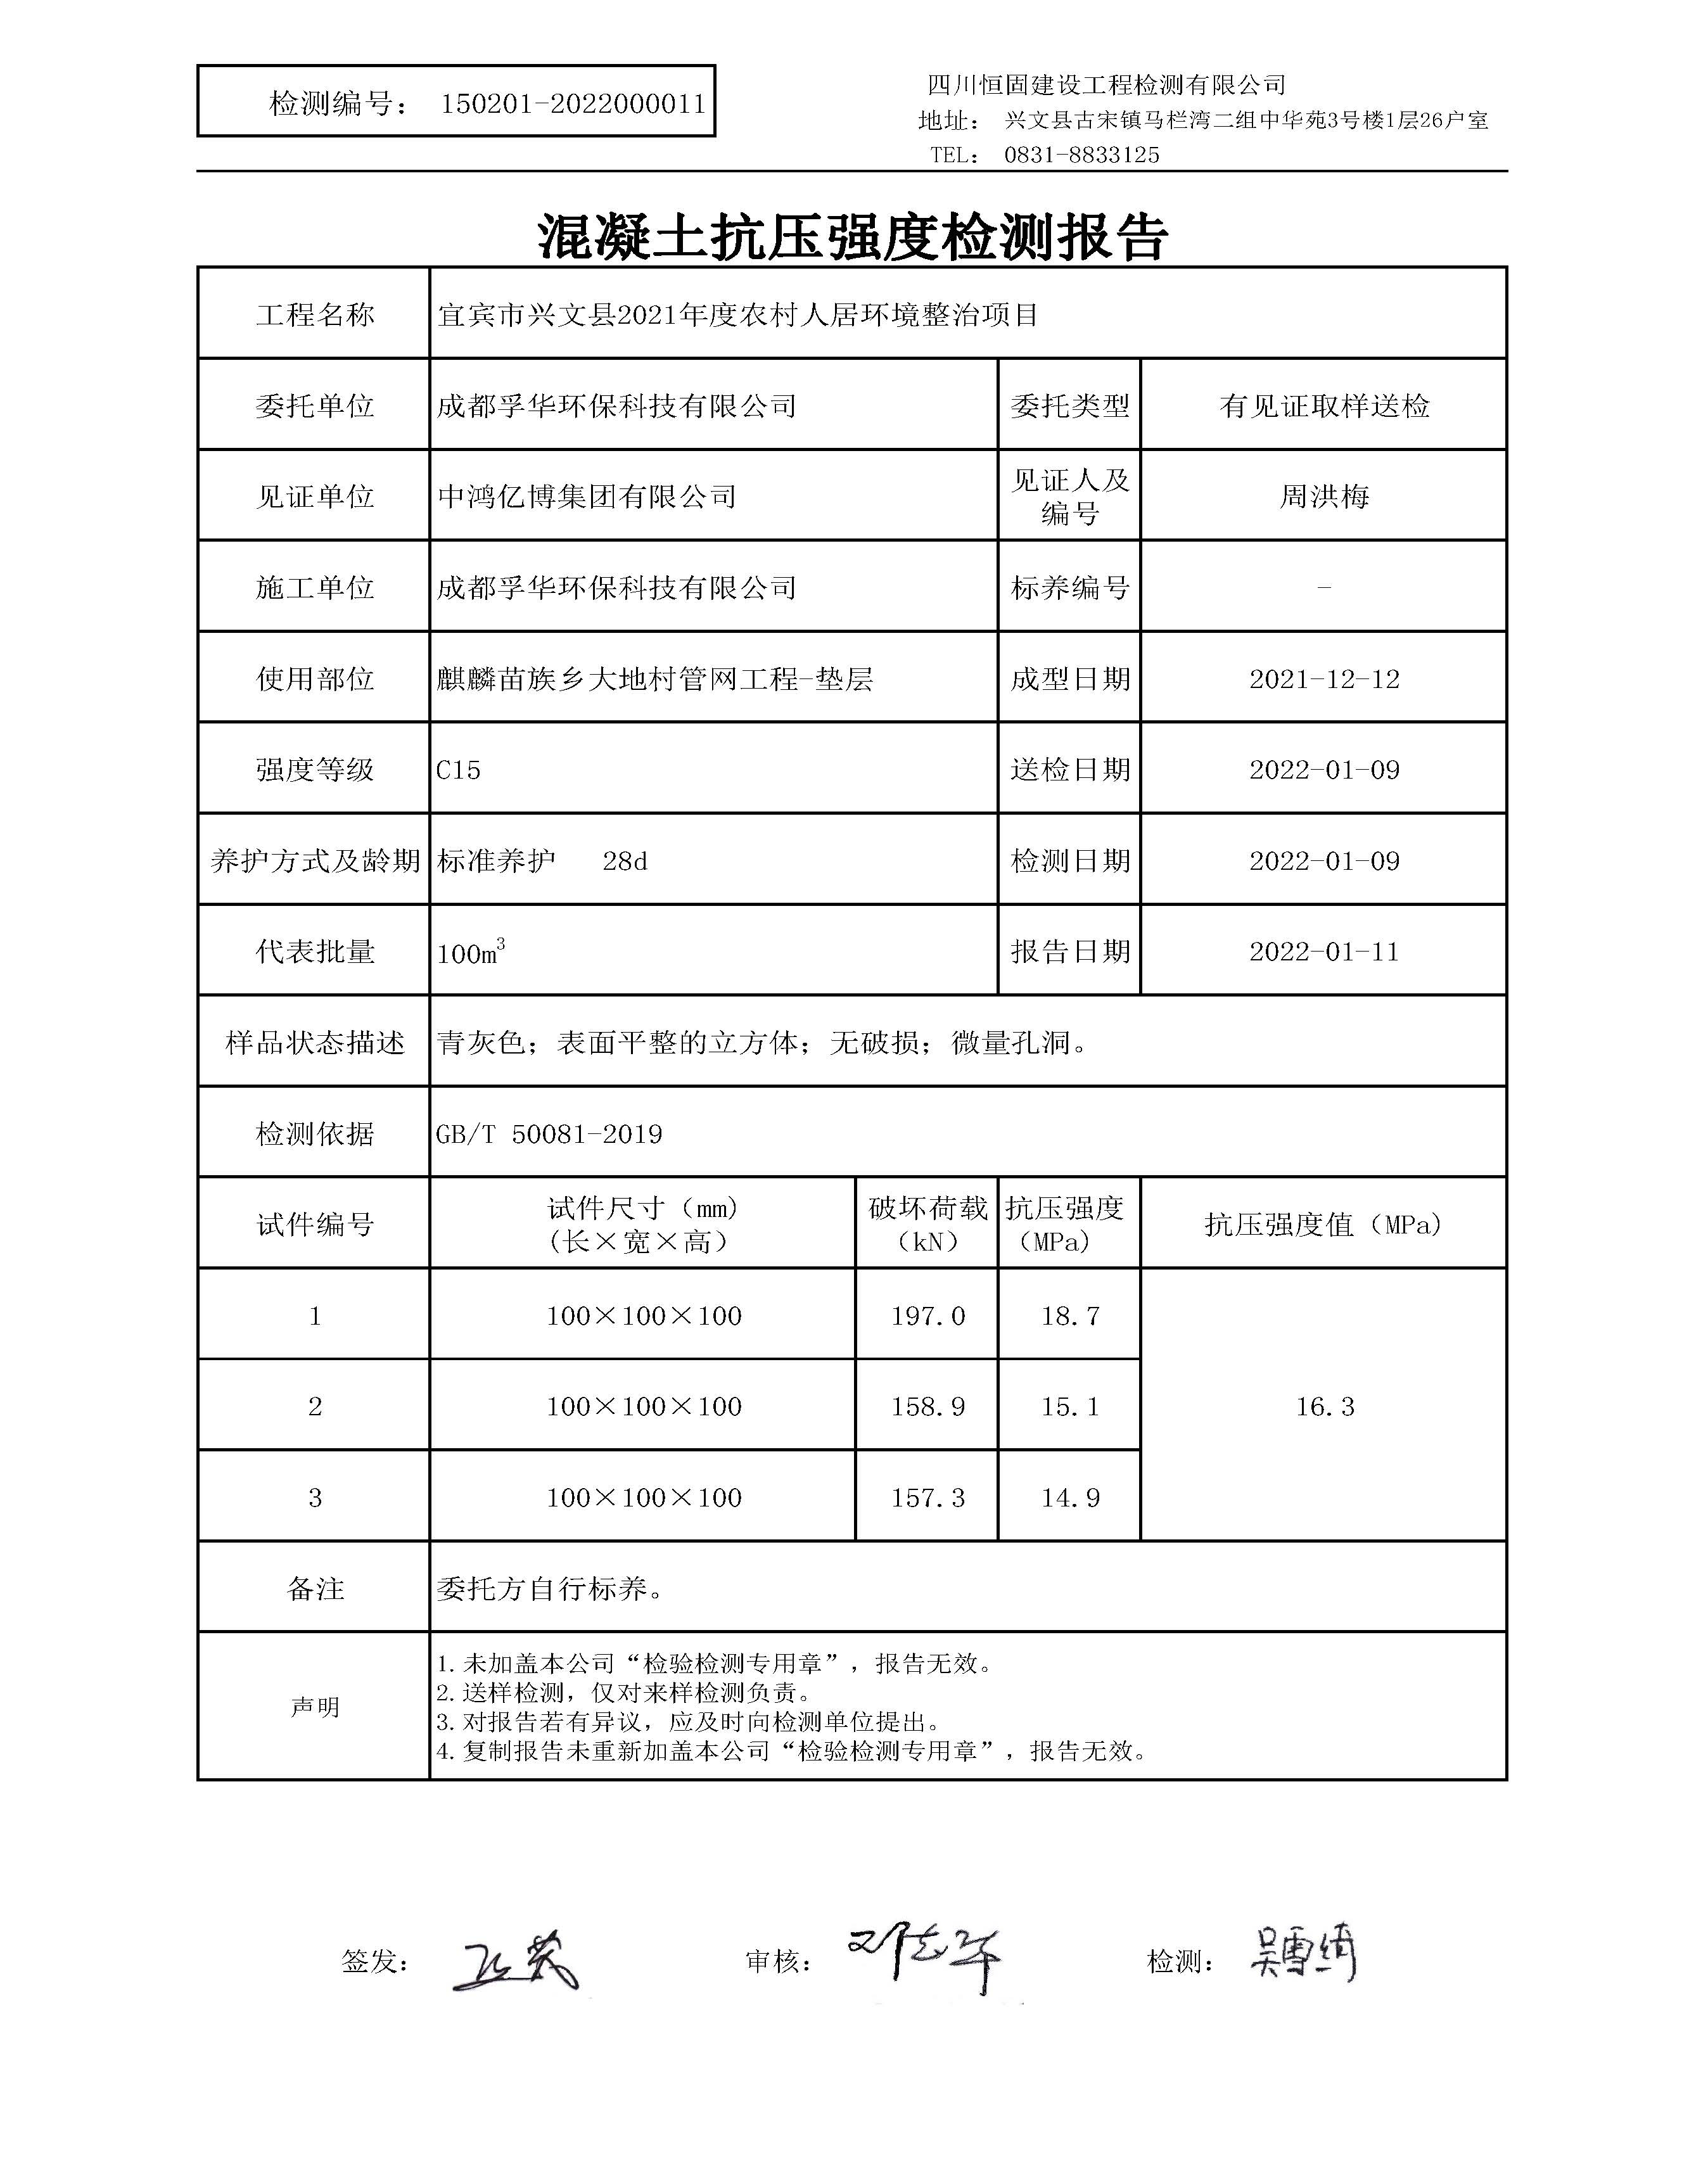 检测编号： 150201-2022000011
四川恒固建设工程检测有限公司
地址： 兴文县古宋镇马栏湾二组中华苑3号楼1层26户室
TEL： 0831-8833125
混凝土抗压强度检测报告
工程名称 宜宾市兴文县2021年度农村人居环境整治项目
委托单位 成都孚华环保科技有限公司 委托类型 有见证取样送检
见证单位 中鸿亿博集团有限公司 见证人及编号 周洪梅
施工单位 成都孚华环保科技有限公司 标养编号 -
使用部位 麒麟苗族乡大地村管网工程-垫层 成型日期 2021-12-12
强度等级 C15 送检日期 2022-01-09
养护方式及龄期 标准养护 28d 检测日期 2022-01-09
代表批量 100m³ 报告日期 2022-01-11
样品状态描述 青灰色；表面平整的立方体；无破损；微量孔洞。
检测依据 GB/T 50081-2019
试件编号 试件尺寸（mm）(长×宽×高） 破坏荷载（kN） 抗压强度（MPa） 抗压强度值（MPa）
1 100×100×100 197.0 18.7
2 100×100×100 158.9 15.1 16.3
3 100×100×100 157.3 14.9
备注 委托方自行标养。
声明
1.未加盖本公司“检验检测专用章”，报告无效。
2.送样检测，仅对来样检测负责。
3.对报告若有异议，应及时向检测单位提出。
4.复制报告未重新加盖本公司“检验检测专用章”，报告无效。
签发： 审核： 检测： 吴雪绮